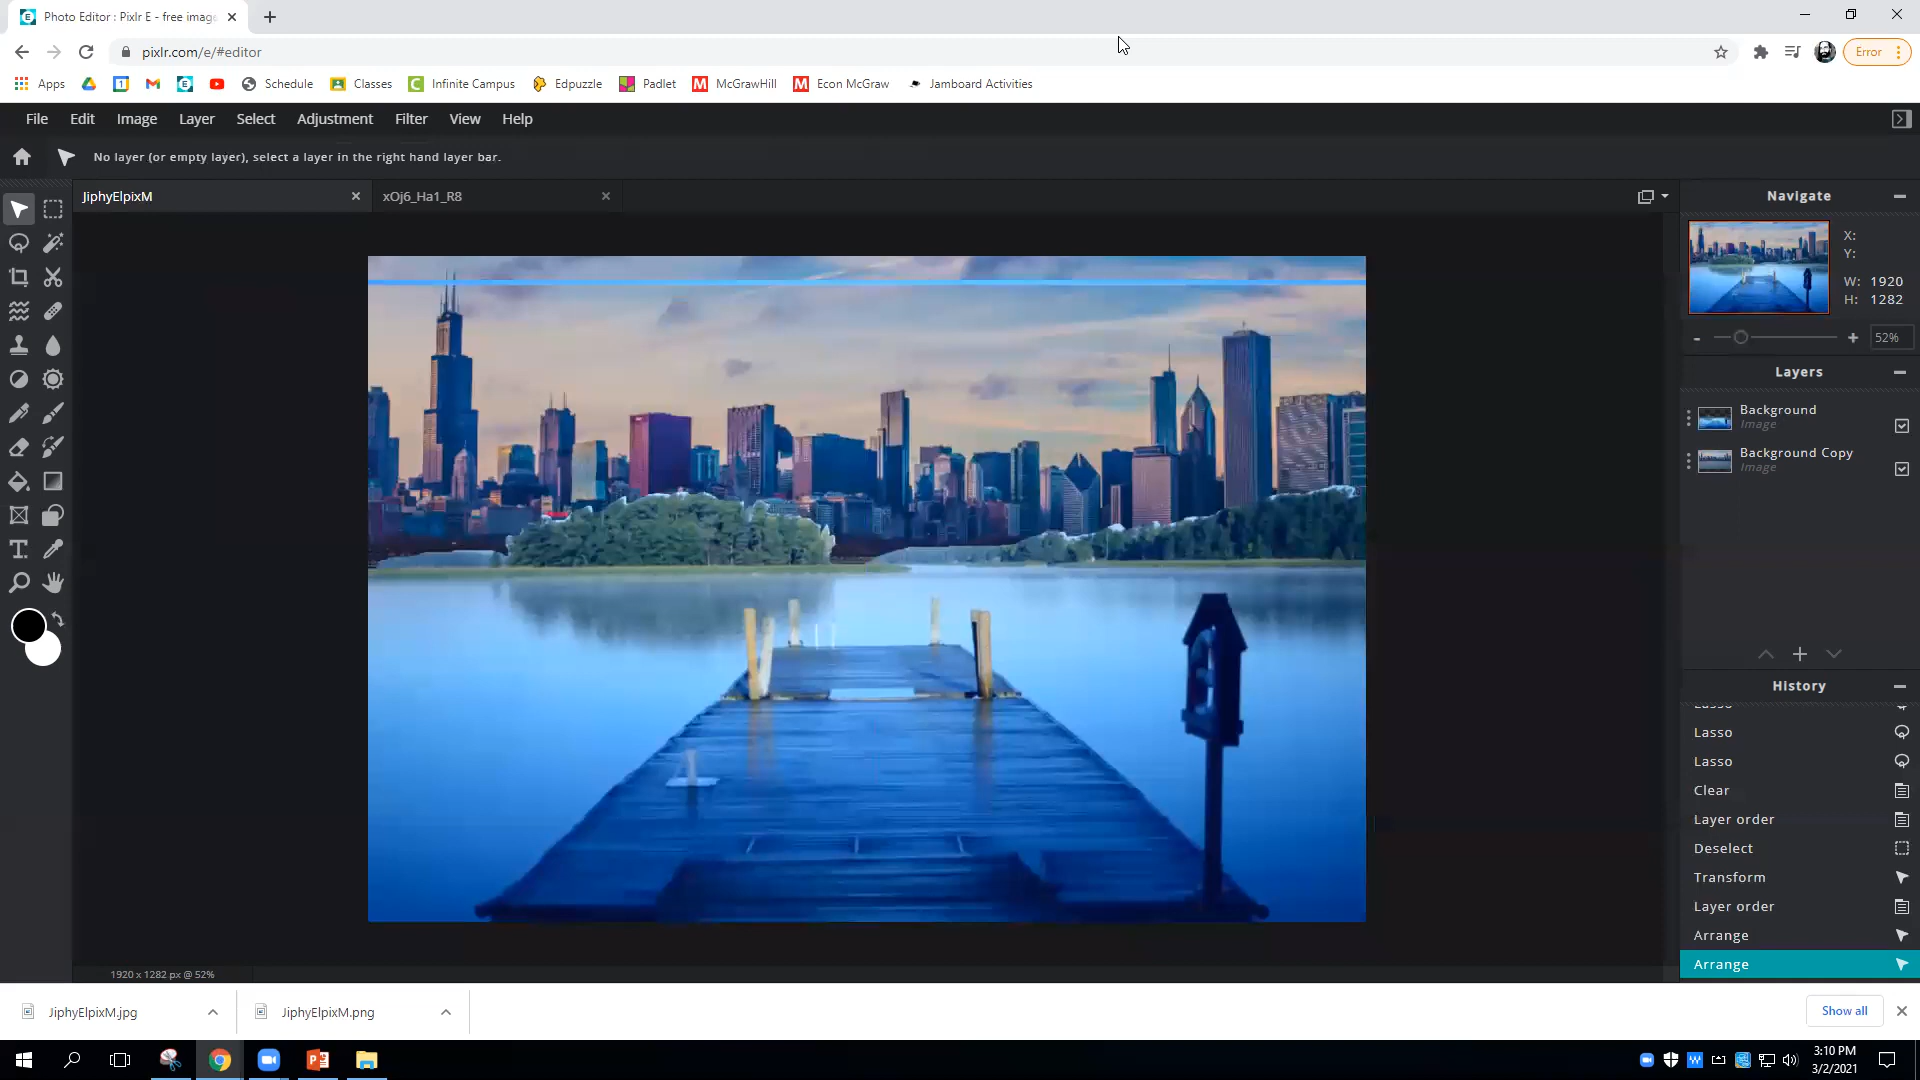 Photo Editor : Pixlr E - free imag
pixlr.com/e/#editor
Error
Apps
Schedule
Classes
Infinite Campus
Edpuzzle
Padlet
McGrawHill
Econ McGraw
Jamboard Activities
File Edit Image Layer Select Adjustment Filter View Help
No layer (or empty layer), select a layer in the right hand layer bar.
JiphyElpixM
xOj6_Ha1_R8
Navigate
X:
Y:
W: 1920
H: 1282
52%
Layers
Background
Image
Background Copy
Image
History
Lasso
Lasso
Lasso
Clear
Layer order
Deselect
Transform
Layer order
Arrange
Arrange
1920 x 1282 px @ 52%
JiphyElpixM.jpg
JiphyElpixM.png
Show all
3:10 PM
3/2/2021